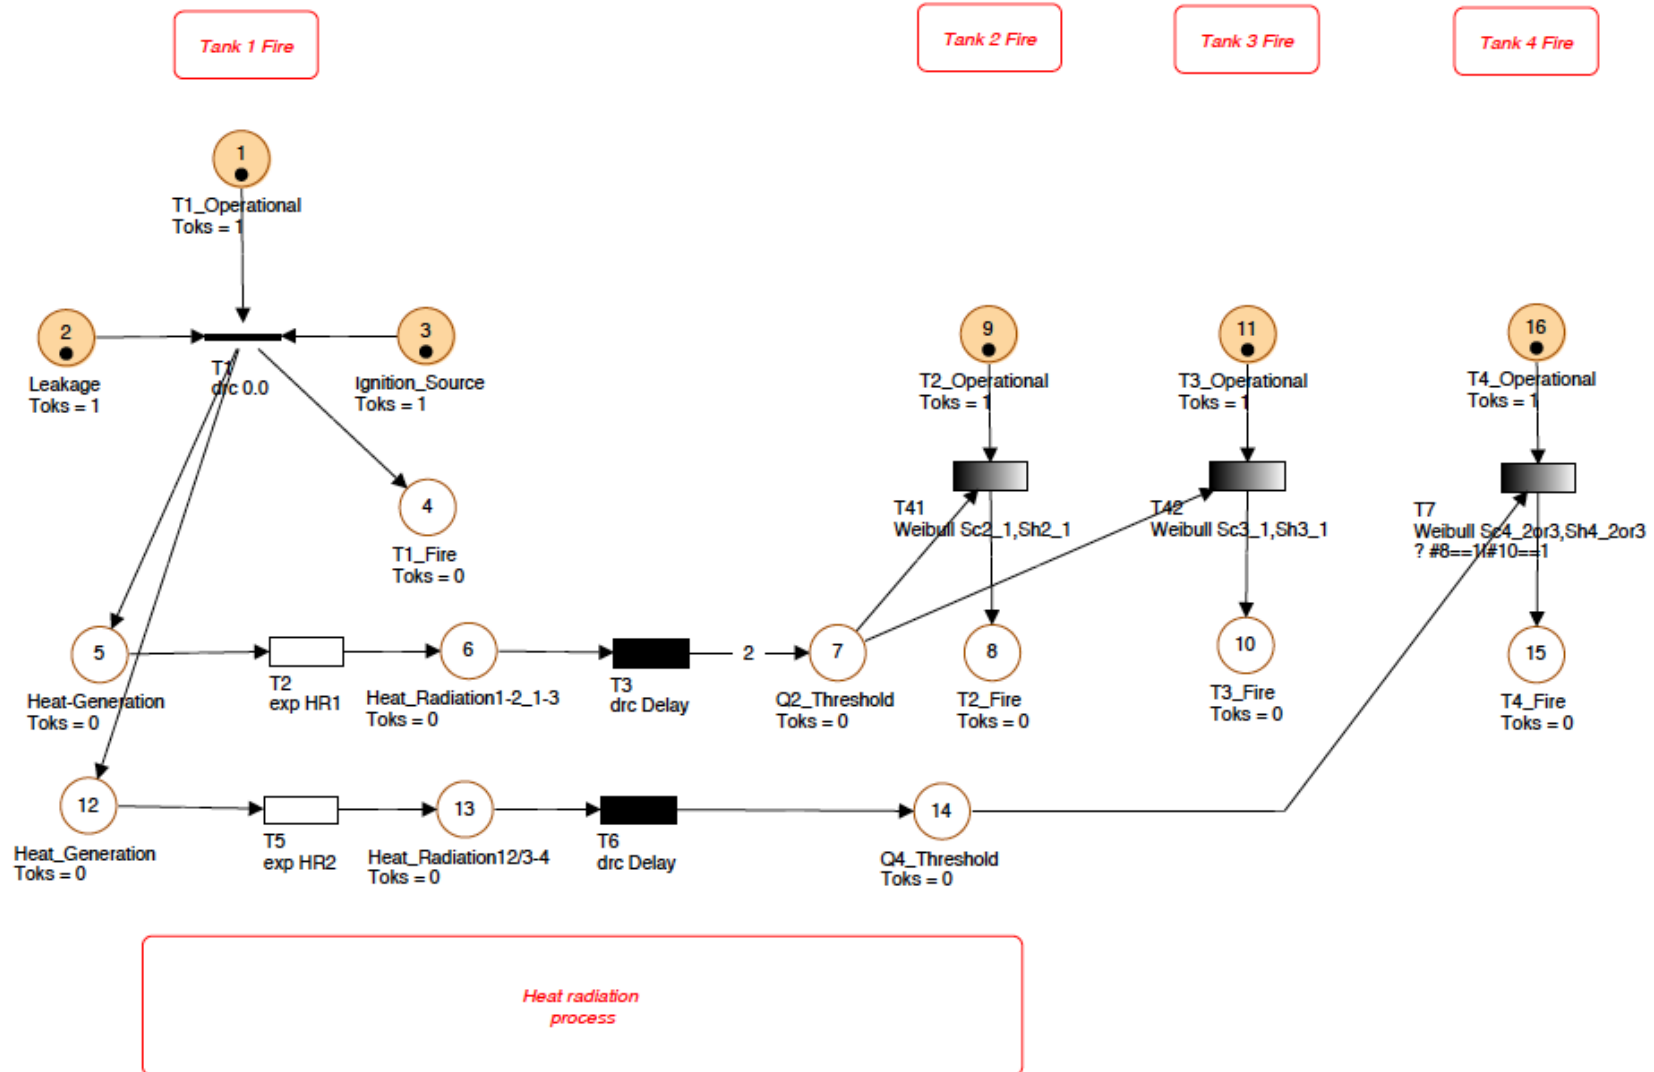 Tank 1 Fire
Tank 2 Fire
Tank 3 Fire
Tank 4 Fire
1
T1_Operational
Toks = 1
2
Leakage
Toks = 1
T1
drc 0.0
3
Ignition_Source
Toks = 1
4
T1_Fire
Toks = 0
9
T2_Operational
Toks = 1
11
T3_Operational
Toks = 1
16
T4_Operational
Toks = 1
T41
Weibull Sc2_1,Sh2_1
T42
Weibull Sc3_1,Sh3_1
T7
Weibull Sc4_2or3,Sh4_2or3
? #8==1|#10==1
5
Heat-Generation
Toks = 0
T2
exp HR1
6
Heat_Radiation1-2_1-3
Toks = 0
T3
drc Delay
2
7
Q2_Threshold
Toks = 0
8
T2_Fire
Toks = 0
10
T3_Fire
Toks = 0
15
T4_Fire
Toks = 0
12
Heat_Generation
Toks = 0
T5
exp HR2
13
Heat_Radiation12/3-4
Toks = 0
T6
drc Delay
14
Q4_Threshold
Toks = 0
Heat radiation
process